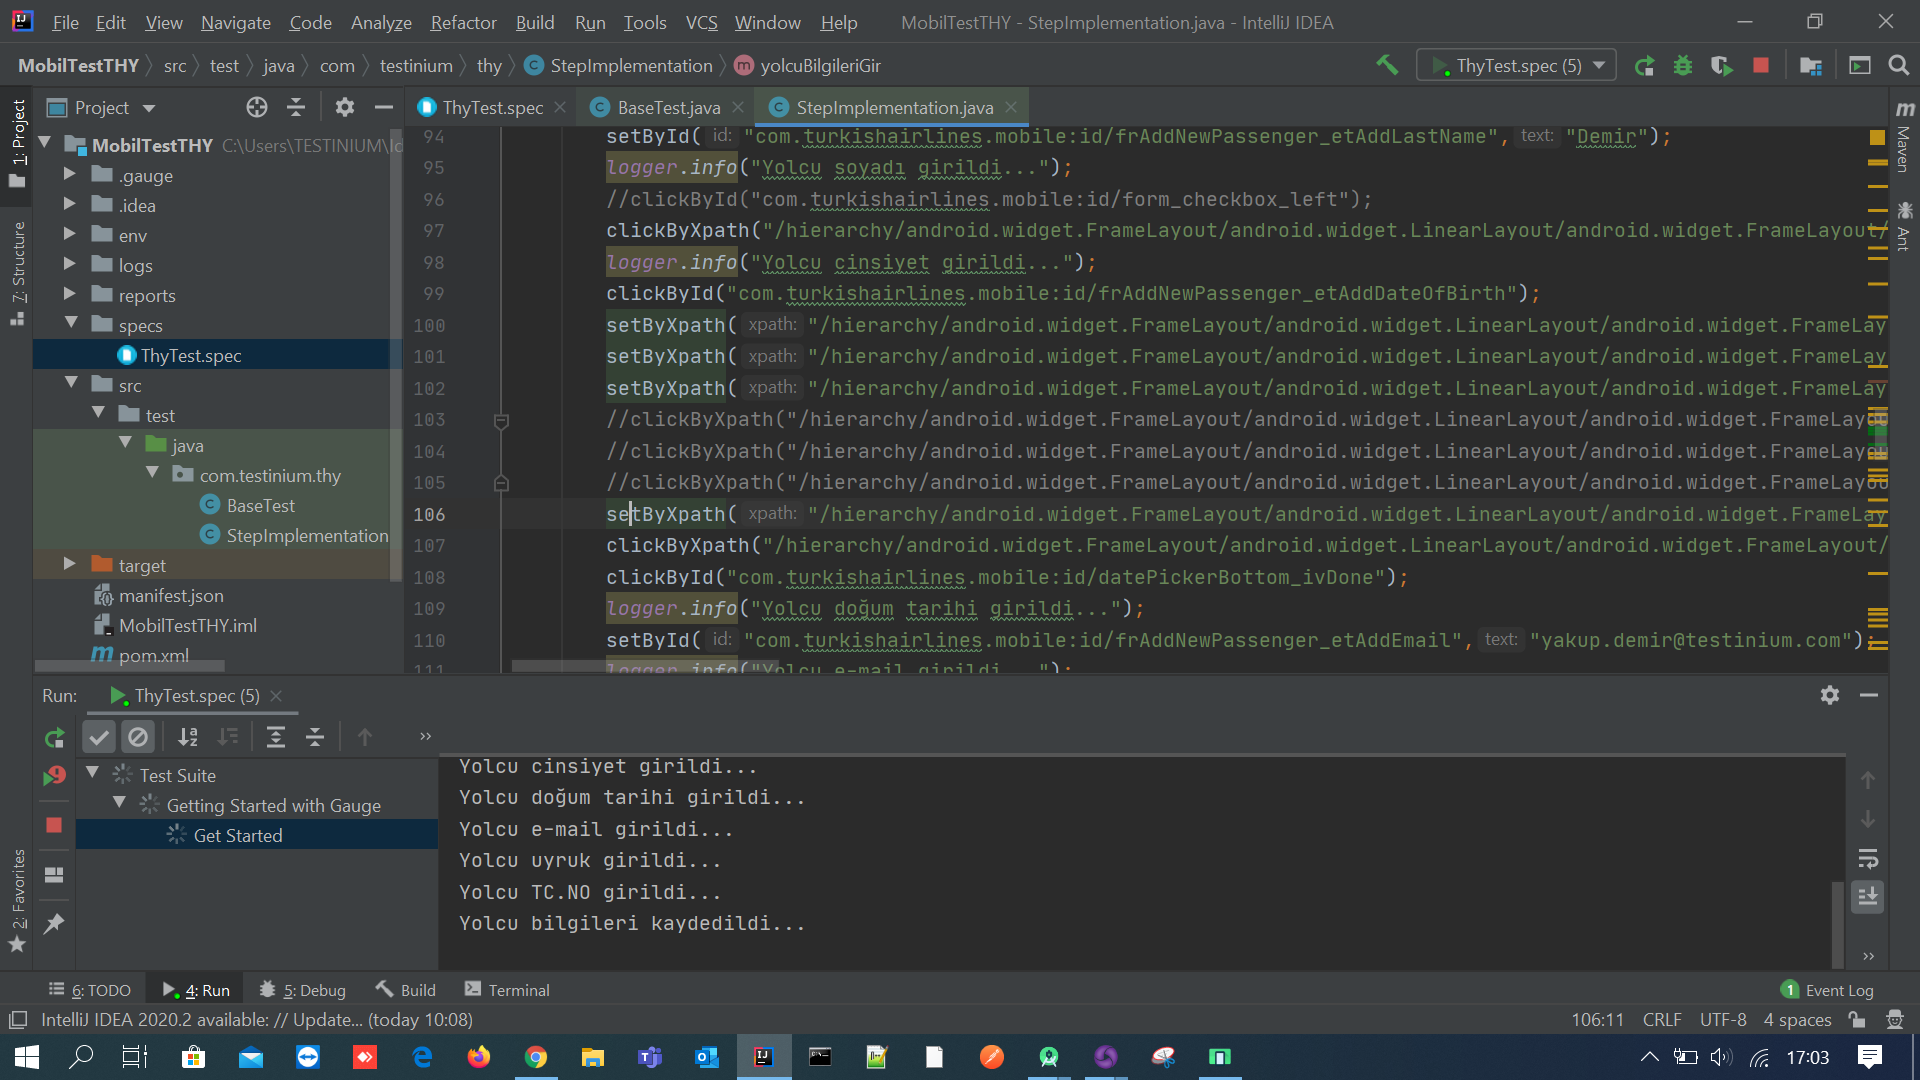 File Edit View Navigate Code Analyze Refactor Build Run Tools VCS Window Help MobilTestTHY - StepImplementation.java - IntelliJ IDEA
MobilTestTHY src test java com testinium thy StepImplementation yolcuBilgileriGir ThyTest.spec (5)
1: Project
7: Structure
2: Favorites
Project
MobilTestTHY C:\Users\TESTINIUM\Id
.gauge
.idea
env
logs
reports
specs
ThyTest.spec
src
test
java
com.testinium.thy
BaseTest
StepImplementation
target
manifest.json
MobilTestTHY.iml
pom.xml
ThyTest.spec BaseTest.java StepImplementation.java
94 setById( id: "com.turkishairlines.mobile:id/frAddNewPassenger_etAddLastName", text: "Demir");
95 logger.info("Yolcu soyadı girildi...");
96 //clickById("com.turkishairlines.mobile:id/form_checkbox_left");
97 clickByXpath("/hierarchy/android.widget.FrameLayout/android.widget.LinearLayout/android.widget.FrameLayout/
98 logger.info("Yolcu cinsiyet girildi...");
99 clickById("com.turkishairlines.mobile:id/frAddNewPassenger_etAddDateOfBirth");
100 setByXpath( xpath: "/hierarchy/android.widget.FrameLayout/android.widget.LinearLayout/android.widget.FrameLay
101 setByXpath( xpath: "/hierarchy/android.widget.FrameLayout/android.widget.LinearLayout/android.widget.FrameLay
102 setByXpath( xpath: "/hierarchy/android.widget.FrameLayout/android.widget.LinearLayout/android.widget.FrameLay
103 //clickByXpath("/hierarchy/android.widget.FrameLayout/android.widget.LinearLayout/android.widget.FrameLayou
104 //clickByXpath("/hierarchy/android.widget.FrameLayout/android.widget.LinearLayout/android.widget.FrameLayou
105 //clickByXpath("/hierarchy/android.widget.FrameLayout/android.widget.LinearLayout/android.widget.FrameLayou
106 setByXpath( xpath: "/hierarchy/android.widget.FrameLayout/android.widget.LinearLayout/android.widget.FrameLay
107 clickByXpath("/hierarchy/android.widget.FrameLayout/android.widget.LinearLayout/android.widget.FrameLayout/
108 clickById("com.turkishairlines.mobile:id/datePickerBottom_ivDone");
109 logger.info("Yolcu doğum tarihi girildi...");
110 setById( id: "com.turkishairlines.mobile:id/frAddNewPassenger_etAddEmail", text: "yakup.demir@testinium.com");
111 logger.info("Yolcu e-mail girildi...");
Maven
Ant
Run: ThyTest.spec (5)
Test Suite
Getting Started with Gauge
Get Started
Yolcu cinsiyet girildi...
Yolcu doğum tarihi girildi...
Yolcu e-mail girildi...
Yolcu uyruk girildi...
Yolcu TC.NO girildi...
Yolcu bilgileri kaydedildi...
6: TODO 4: Run 5: Debug Build Terminal 1 Event Log
IntelliJ IDEA 2020.2 available: // Update... (today 10:08) 106:11 CRLF UTF-8 4 spaces
17:03